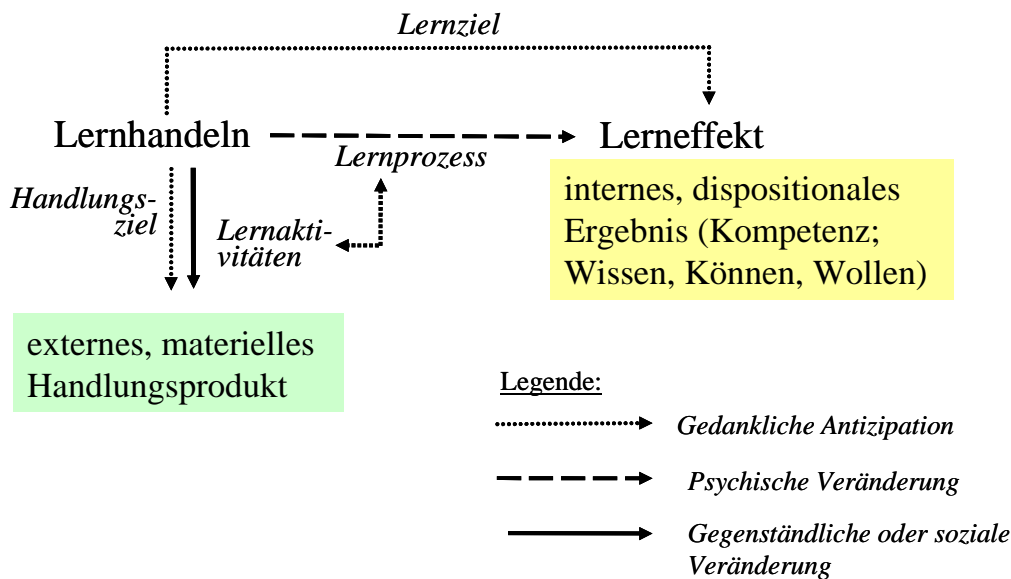 Lernziel
Lernhandeln
Lerneffekt
Lernprozess
Handlungs-
ziel
Lernakti-
vitäten
internes, dispositionales
Ergebnis (Kompetenz;
Wissen, Können, Wollen)
externes, materielles
Handlungsprodukt
Legende:
Gedankliche Antizipation
Psychische Veränderung
Gegenständliche oder soziale
Veränderung